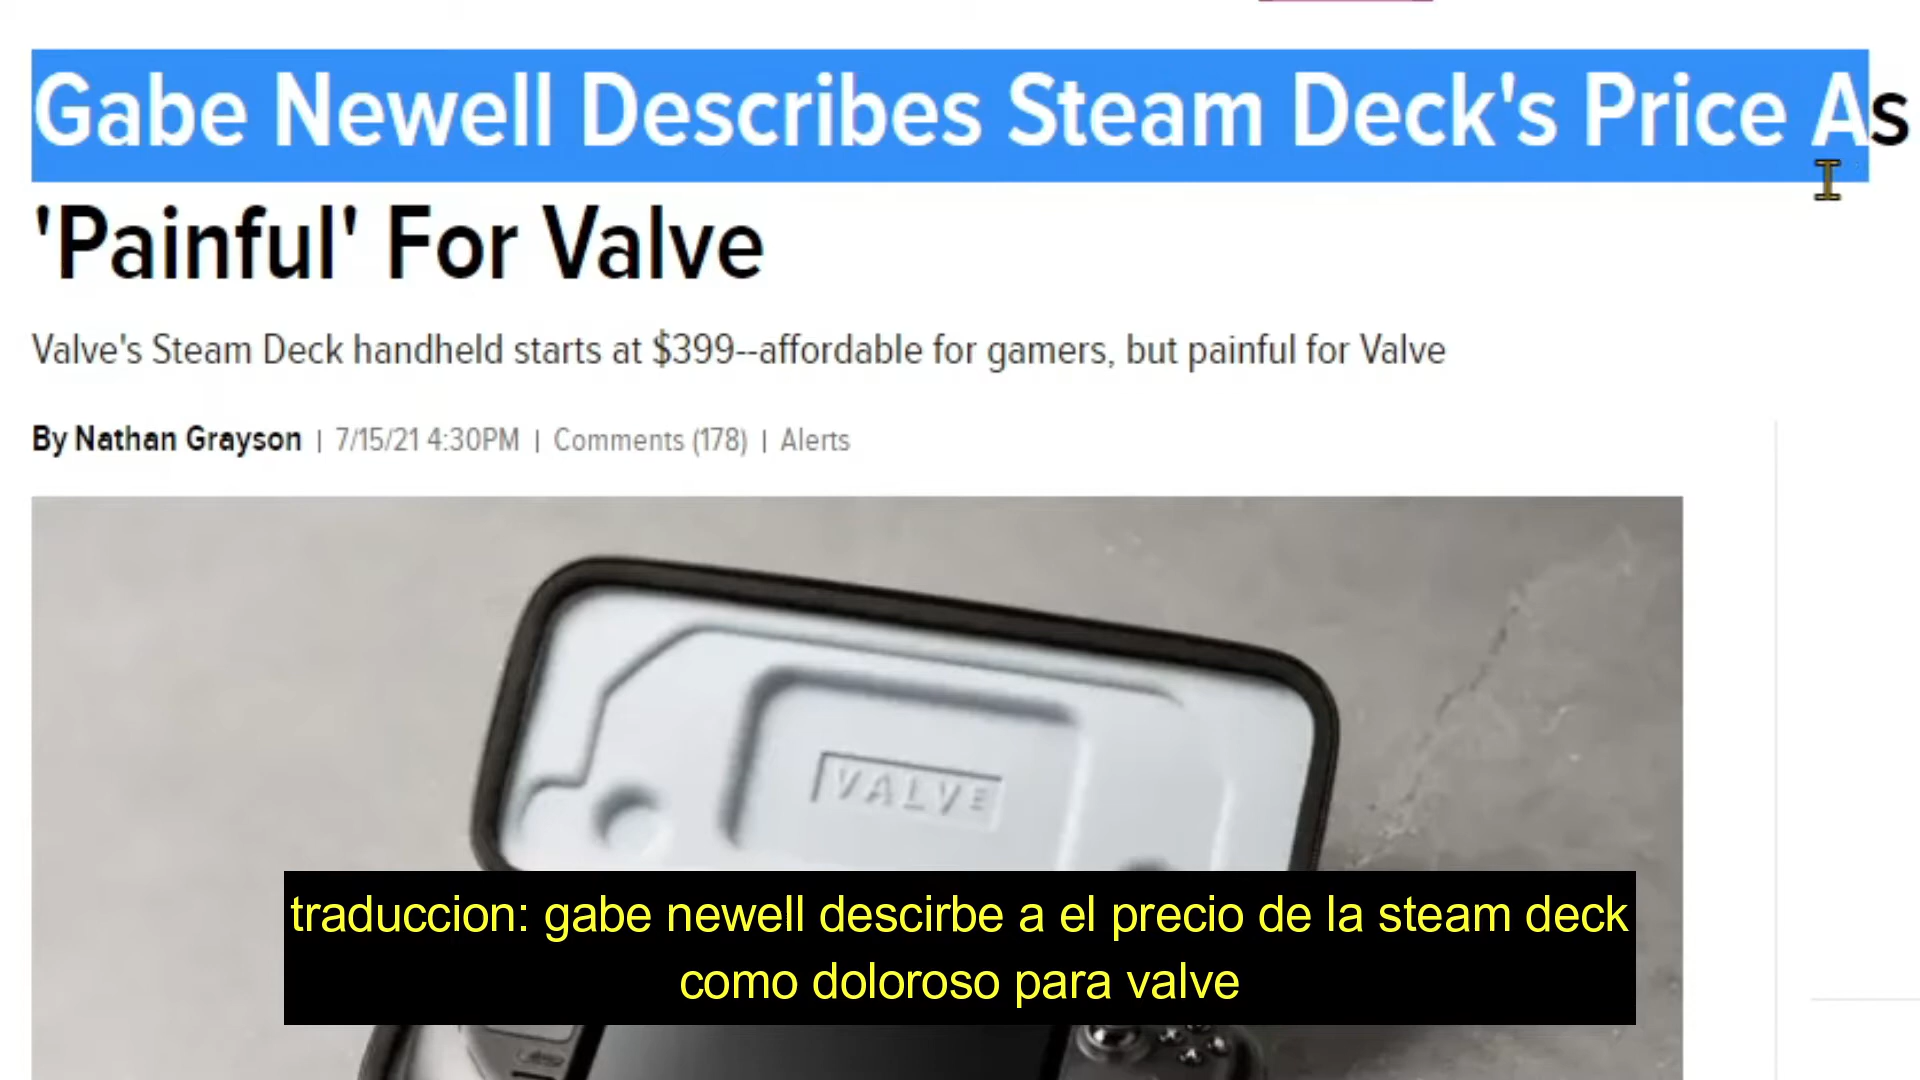 Gabe Newell Describes Steam Deck's Price As
'Painful' For Valve
Valve's Steam Deck handheld starts at $399--affordable for gamers, but painful for Valve
By Nathan Grayson | 7/15/21 4:30PM | Comments (178) | Alerts
VALVE
traduccion: gabe newell descirbe a el precio de la steam deck
como doloroso para valve